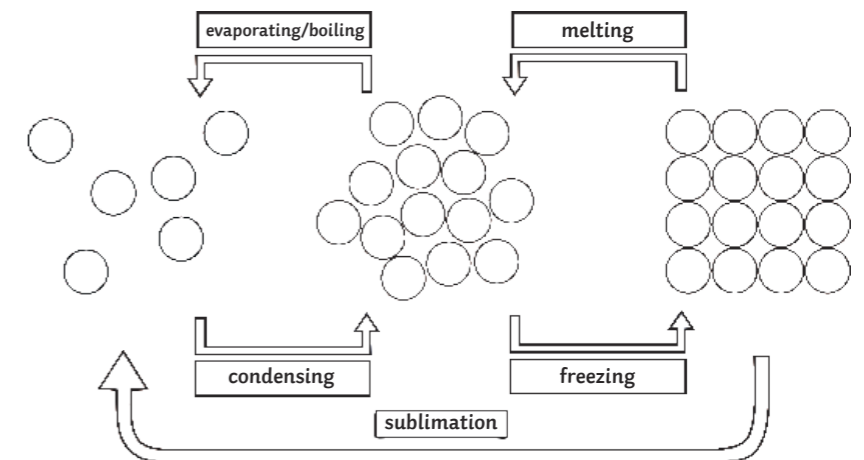 evaporating/boiling
melting
condensing
freezing
sublimation